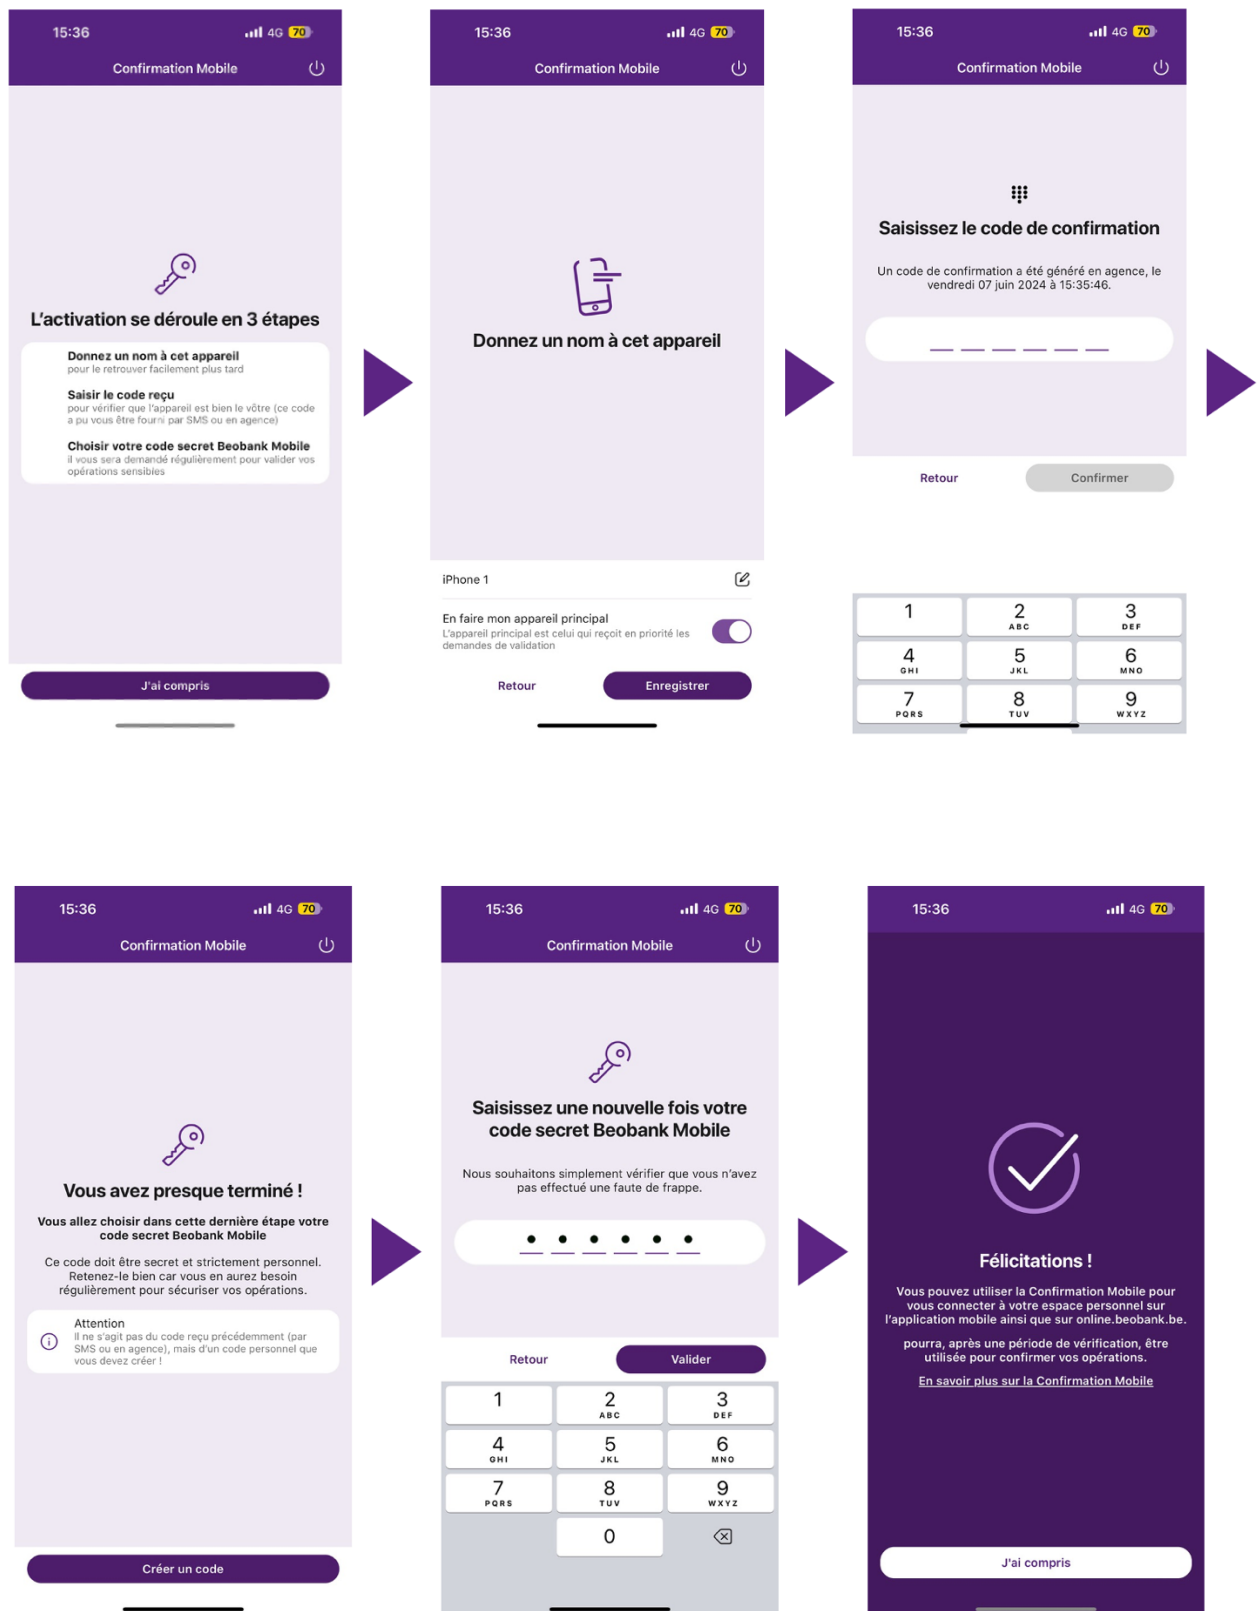 15:36
4G 70
Confirmation Mobile
L'activation se déroule en 3 étapes
Donnez un nom à cet appareil
pour le retrouver facilement plus tard
Saisir le code reçu
pour vérifier que l'appareil est bien le vôtre (ce code
a pu vous être fourni par SMS ou en agence)
Choisir votre code secret Beobank Mobile
il vous sera demandé régulièrement pour valider vos
opérations sensibles
J'ai compris
15:36
4G 70
Confirmation Mobile
Donnez un nom à cet appareil
iPhone 1
En faire mon appareil principal
L'appareil principal est celui qui reçoit en priorité les
demandes de validation
Retour Enregistrer
15:36
4G 70
Confirmation Mobile
Saisissez le code de confirmation
Un code de confirmation a été généré en agence, le
vendredi 07 juin 2024 à 15:35:46.
Retour Confirmer
1 2 3
ABC DEF
4 5 6
GHI JKL MNO
7 8 9
PQRS TUV WXYZ
15:36
4G 70
Confirmation Mobile
Vous avez presque terminé !
Vous allez choisir dans cette dernière étape votre
code secret Beobank Mobile
Ce code doit être secret et strictement personnel.
Retenez-le bien car vous en aurez besoin
régulièrement pour sécuriser vos opérations.
Attention
Il ne s'agit pas du code reçu précédemment (par
SMS ou en agence), mais d'un code personnel que
vous devez créer !
Créer un code
15:36
4G 70
Confirmation Mobile
Saisissez une nouvelle fois votre
code secret Beobank Mobile
Nous souhaitons simplement vérifier que vous n'avez
pas effectué une faute de frappe.
Retour Valider
1 2 3
ABC DEF
4 5 6
GHI JKL MNO
7 8 9
PQRS TUV WXYZ
0
15:36
4G 70
Félicitations !
Vous pouvez utiliser la Confirmation Mobile pour
vous connecter à votre espace personnel sur
l'application mobile ainsi que sur online.beobank.be.
pourra, après une période de vérification, être
utilisée pour confirmer vos opérations.
En savoir plus sur la Confirmation Mobile
J'ai compris